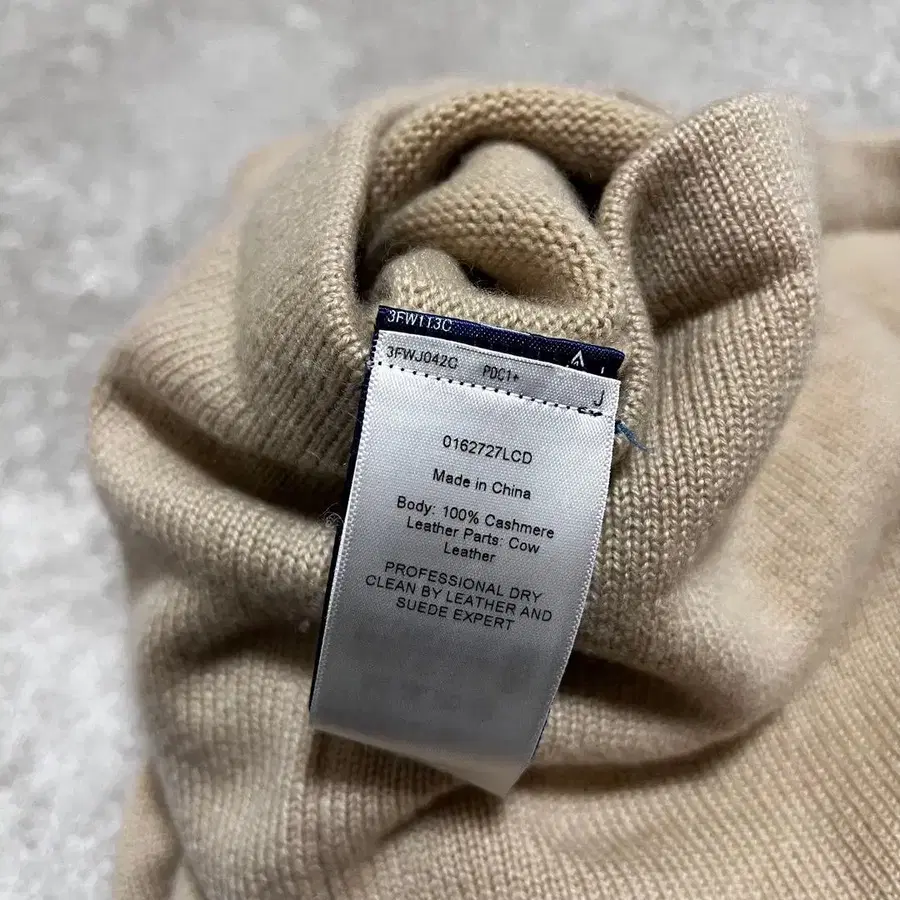 3FW113C
3FWJ042C PDC1+
J
0162727LCD
Made in China
Body: 100% Cashmere
Leather Parts: Cow
Leather
PROFESSIONAL DRY
CLEAN BY LEATHER AND
SUEDE EXPERT